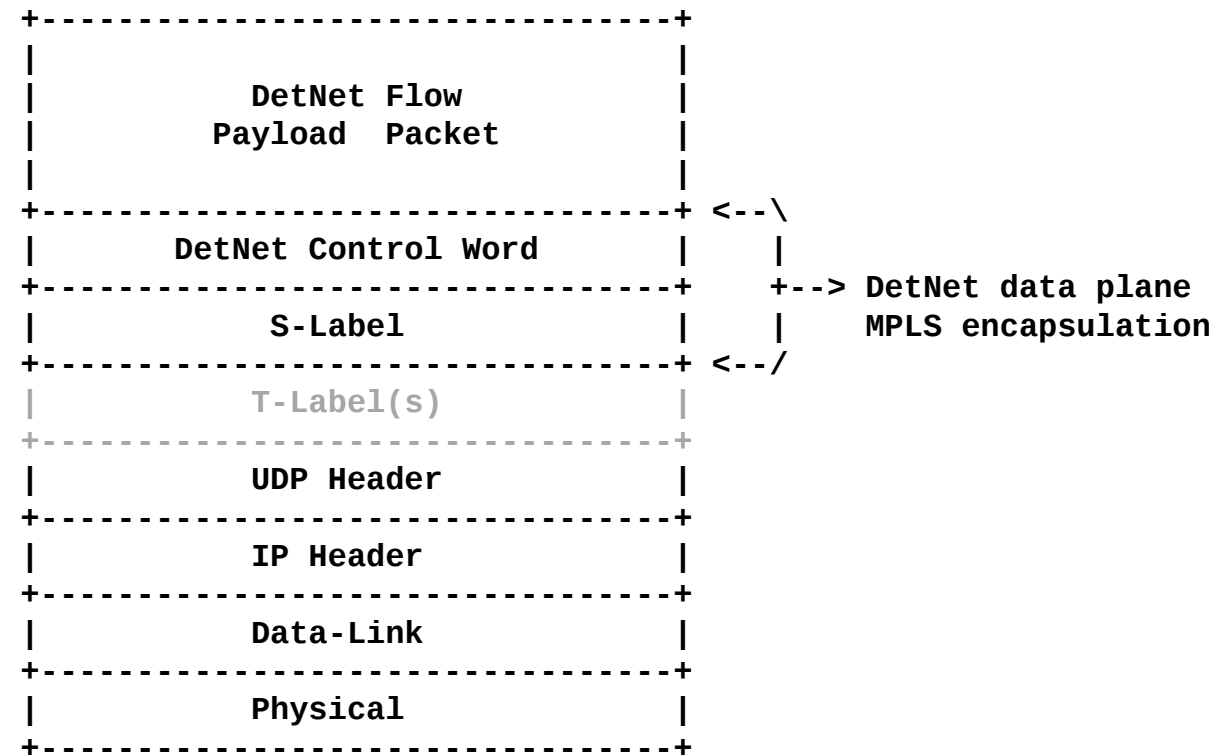 +---------------------------------+
|                                 |
|           DetNet Flow           |
|         Payload  Packet         |
|                                 |
+---------------------------------+ <--\
|       DetNet Control Word       |    |
+---------------------------------+    +--> DetNet data plane
|            S-Label              |    |    MPLS encapsulation
+---------------------------------+ <--/
|           T-Label(s)            |
+---------------------------------+
|           UDP Header            |
+---------------------------------+
|           IP Header             |
+---------------------------------+
|           Data-Link             |
+---------------------------------+
|           Physical              |
+---------------------------------+